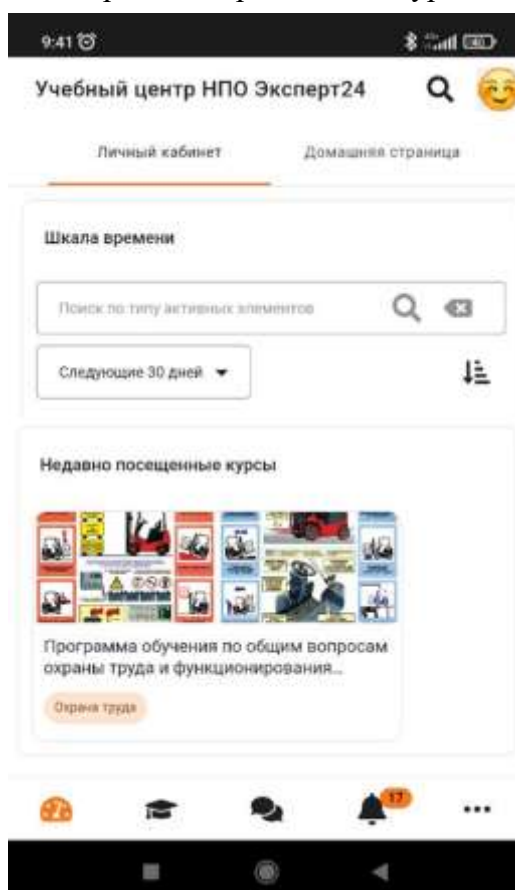 9:41
Учебный центр НПО Эксперт24
Личный кабинет
Домашняя страница
Шкала времени
Поиск по типу активных элементов
Следующие 30 дней
Недавно посещенные курсы
Программа обучения по общим вопросам
охраны труда и функционирования...
Охрана труда
17